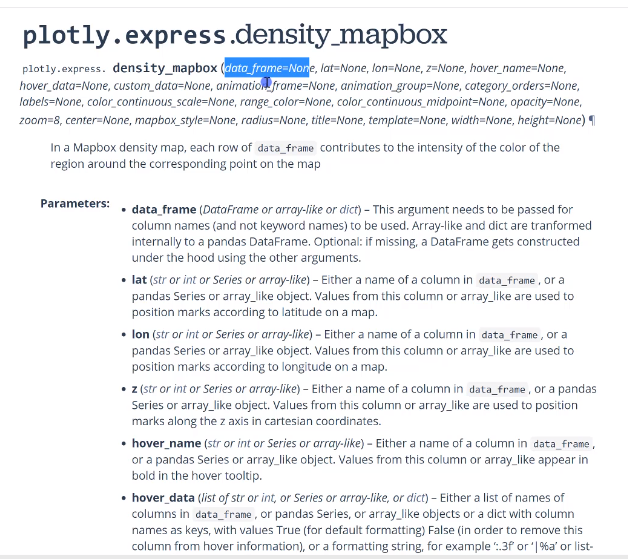 plotly.express.density_mapbox
plotly.express. density_mapbox (data_frame=None, lat=None, lon=None, z=None, hover_name=None,
hover_data=None, custom_data=None, animation_frame=None, animation_group=None, category_orders=None,
labels=None, color_continuous_scale=None, range_color=None, color_continuous_midpoint=None, opacity=None,
zoom=8, center=None, mapbox_style=None, radius=None, title=None, template=None, width=None, height=None) ¶
In a Mapbox density map, each row of data_frame contributes to the intensity of the color of the
region around the corresponding point on the map
Parameters:
• data_frame (DataFrame or array-like or dict) – This argument needs to be passed for
column names (and not keyword names) to be used. Array-like and dict are tranformed
internally to a pandas DataFrame. Optional: if missing, a DataFrame gets constructed
under the hood using the other arguments.
• lat (str or int or Series or array-like) – Either a name of a column in data_frame , or a
pandas Series or array_like object. Values from this column or array_like are used to
position marks according to latitude on a map.
• lon (str or int or Series or array-like) – Either a name of a column in data_frame , or a
pandas Series or array_like object. Values from this column or array_like are used to
position marks according to longitude on a map.
• z (str or int or Series or array-like) – Either a name of a column in data_frame , or a pandas
Series or array_like object. Values from this column or array_like are used to position
marks along the z axis in cartesian coordinates.
• hover_name (str or int or Series or array-like) – Either a name of a column in data_frame ,
or a pandas Series or array_like object. Values from this column or array_like appear in
bold in the hover tooltip.
• hover_data (list of str or int, or Series or array-like, or dict) – Either a list of names of
columns in data_frame , or pandas Series, or array_like objects or a dict with column
names as keys, with values True (for default formatting) False (in order to remove this
column from hover information), or a formatting string, for example ‘:.3f’ or ‘|%a’ or list-